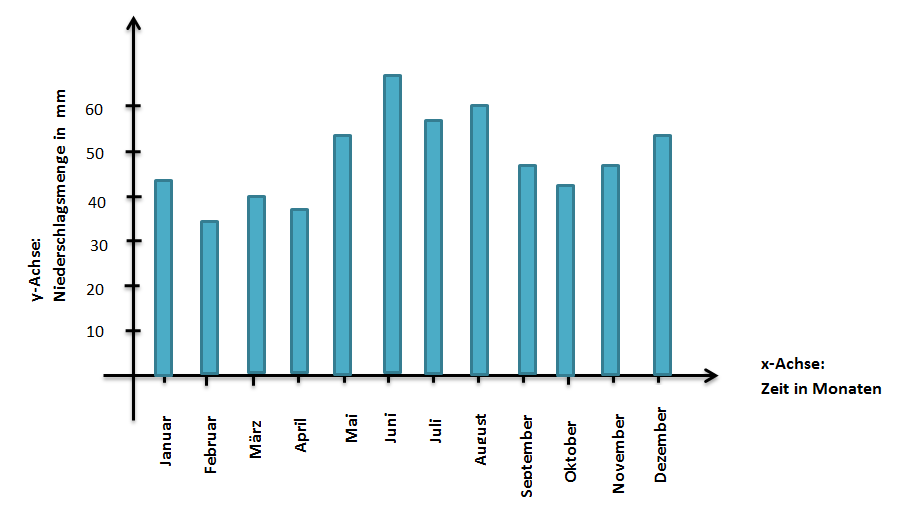 y-Achse:
Niederschlagsmenge in mm
60
50
40
30
20
10
x-Achse:
Zeit in Monaten
Januar
Februar
März
April
Mai
Juni
Juli
August
September
Oktober
November
Dezember